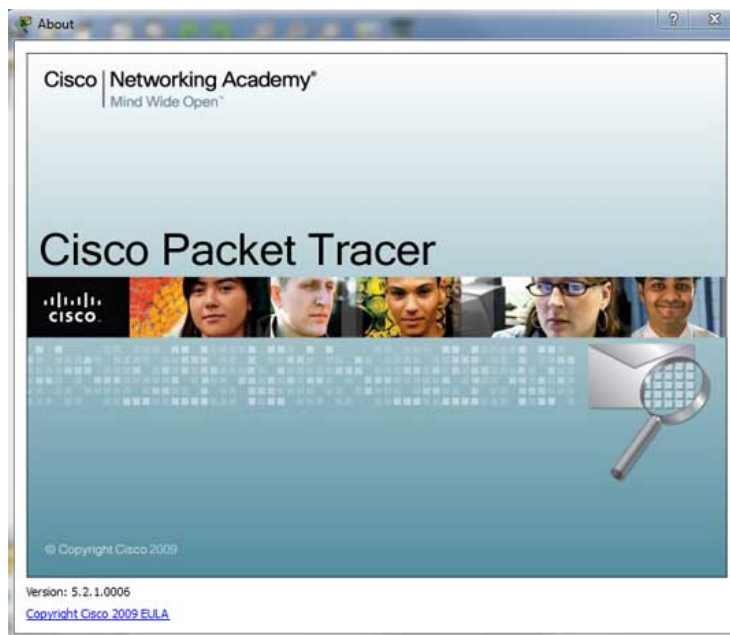 About
Cisco | Networking Academy®
Mind Wide Open™
Cisco Packet Tracer
CISCO
© Copyright Cisco 2009
Version: 5.2.1.0006
Copyright Cisco 2009 EULA